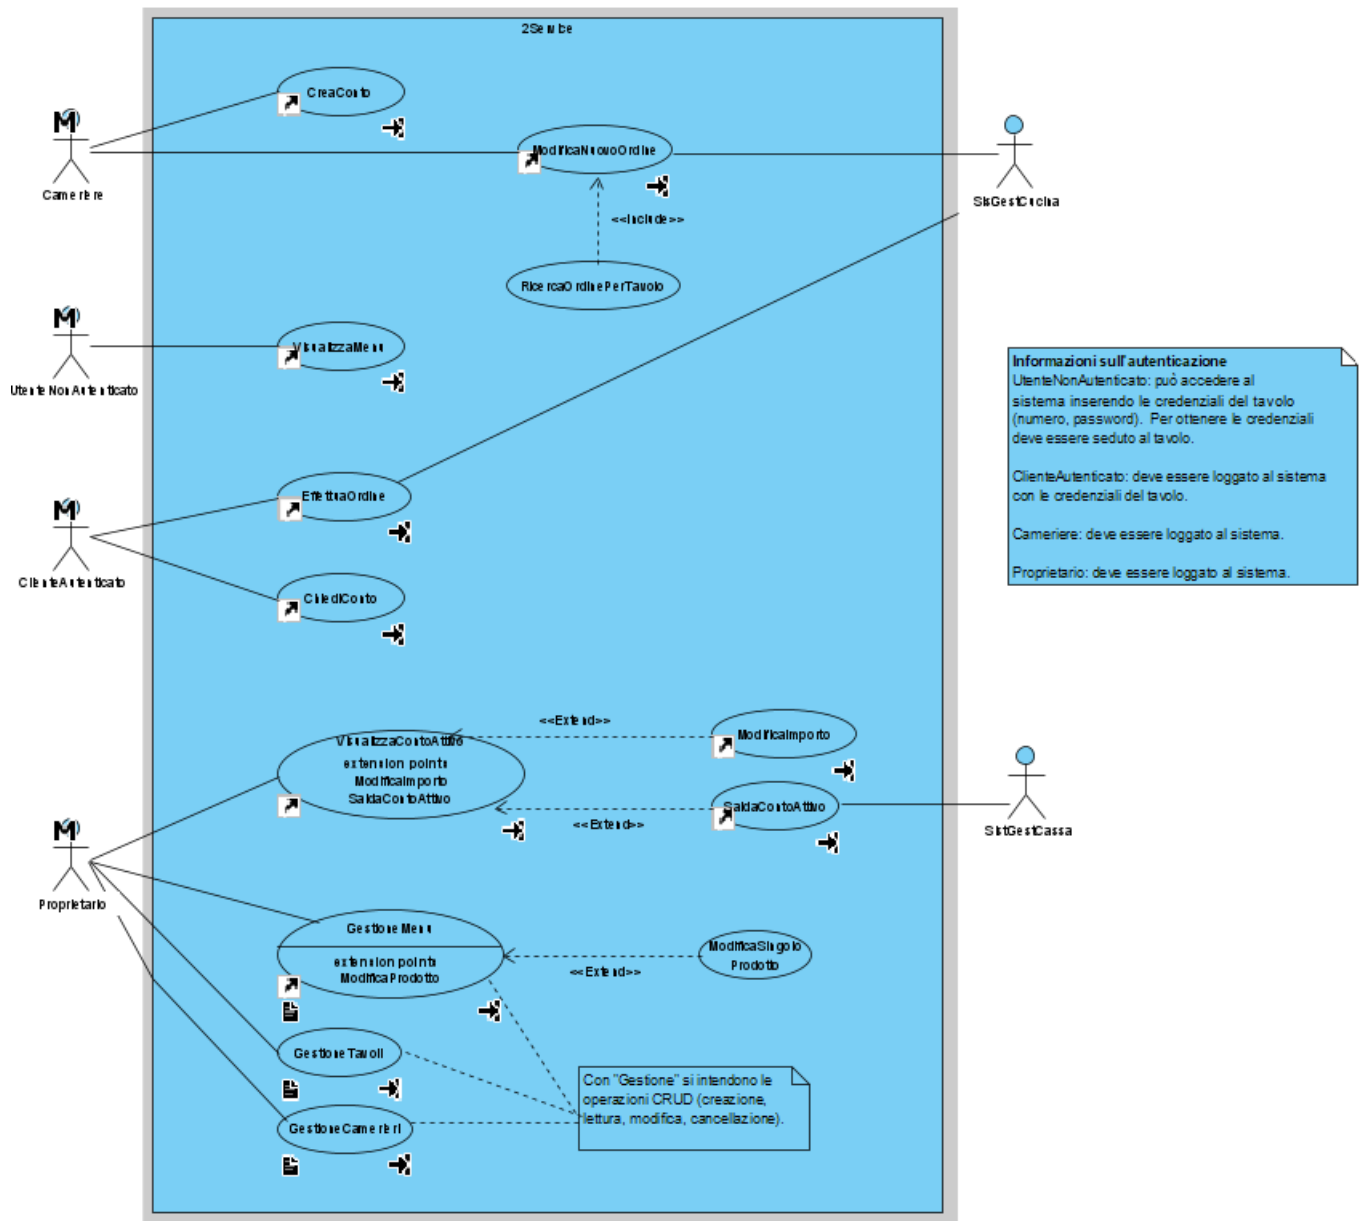 2Service
CreaConto
Cameriere
ModificaNuovoOrdine
SisGestCucina
<<Include>>
RicercaOrdinePerTavolo
VisualizzaMenu
UtenteNonAutenticato
Informazioni sull'autenticazione
UtenteNonAutenticato: può accedere al
sistema inserendo le credenziali del tavolo
(numero, password). Per ottenere le credenziali
deve essere seduto al tavolo.
ClienteAutenticato: deve essere loggato al sistema
con le credenziali del tavolo.
Cameriere: deve essere loggato al sistema.
Proprietario: deve essere loggato al sistema.
EffettuaOrdine
ClienteAutenticato
ChiediConto
<<Extend>>
VisualizzaContoAttivo
extension points
ModificaImporto
SaldaContoAttivo
ModificaImporto
SaldaContoAttivo
<<Extend>>
SistGestCassa
Proprietario
GestioneMenu
extension points
ModificaProdotto
<<Extend>>
ModificaSingolo
Prodotto
GestioneTavoli
GestioneCamerieri
Con "Gestione" si intendono le
operazioni CRUD (creazione,
lettura, modifica, cancellazione).